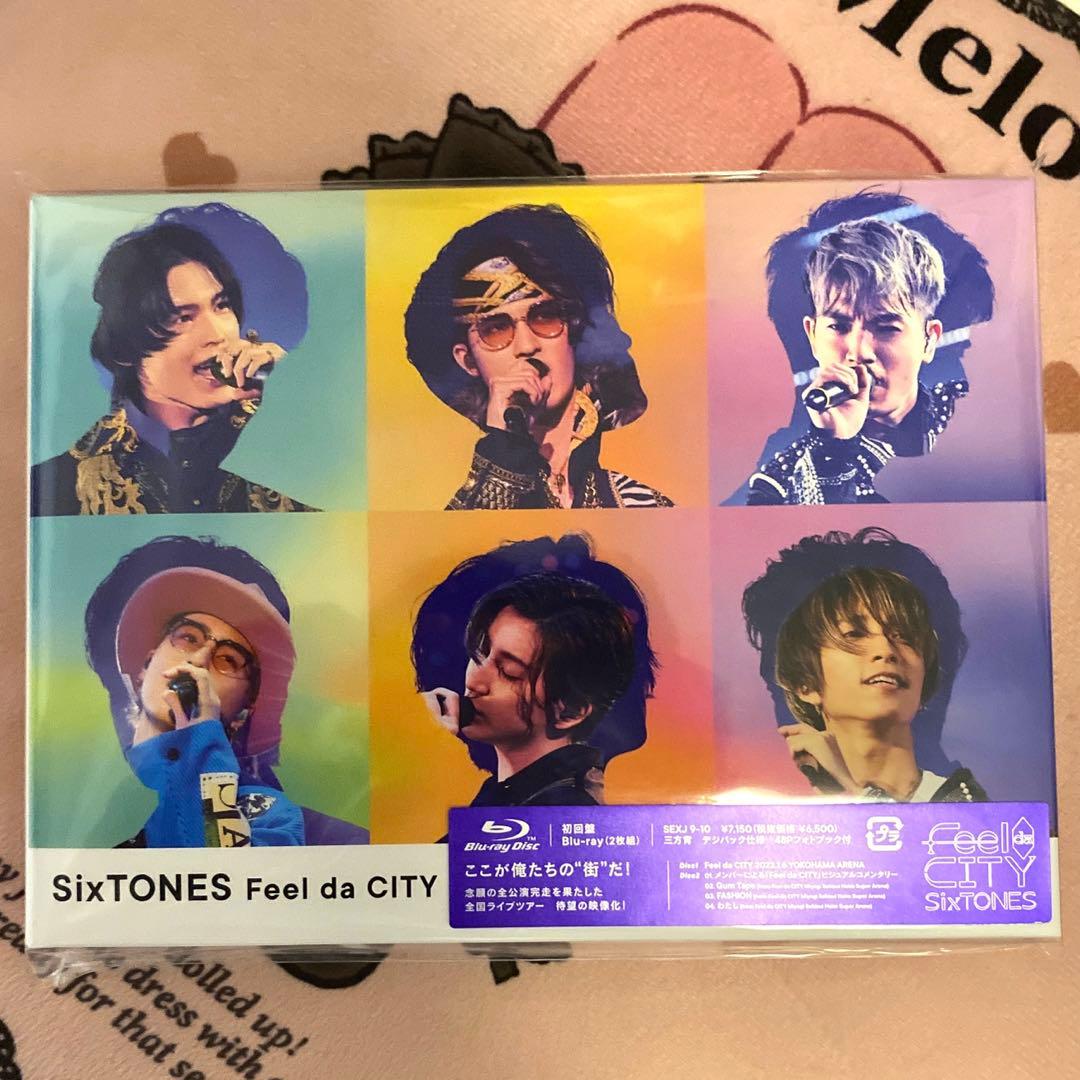 Melo
SixTONES Feel da CITY
Blu-ray Disc™
初回盤
Blu-ray(2枚組)
SEXJ 9-10 ¥7,150(税抜価格 ¥6,500)
三方背 デジパック仕様 48Pフォトブック付
プラ
ここが俺たちの“街”だ!
念願の全公演完走を果たした
全国ライブツアー 待望の映像化!
Disc1 Feel da CITY 2022.1.6 YOKOHAMA ARENA
Disc2 01. メンバーによる「Feel da CITY」ビジュアルコメンタリー
02. Gum Tape
03. FASHION
04. わたし
Feel da
CITY
SixTONES
olled up!
dress with
for that